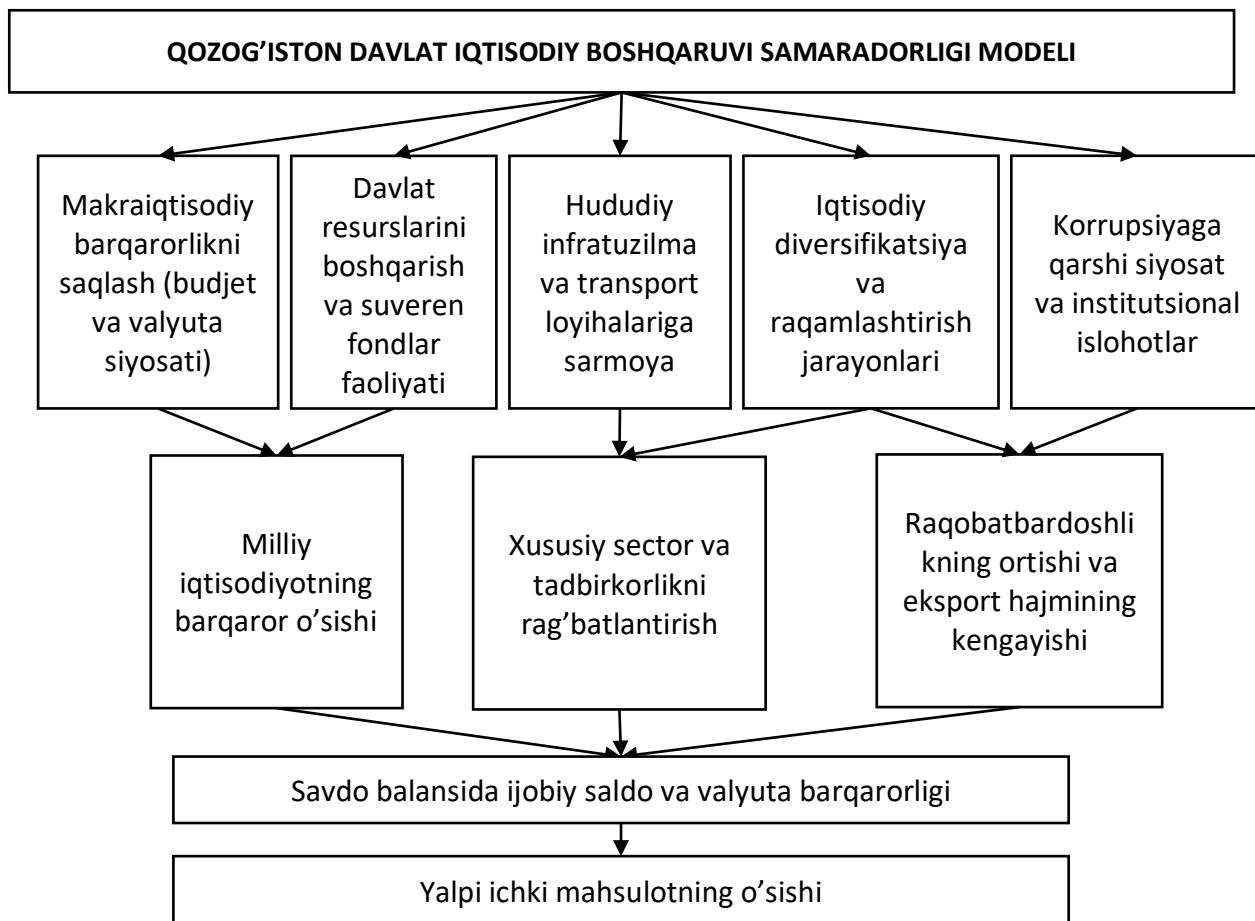 QOZOG’ISTON DAVLAT IQTISODIY BOSHQARUVI SAMARADORLIGI MODELI
Makraiqtisodiy
barqarorlikni
saqlash (budjet
va valyuta
siyosati)
Davlat
resurslarini
boshqarish
va suveren
fondlar
faoliyati
Hududiy
infratuzilma
va transport
loyihalariga
sarmoya
Iqtisodiy
diversifikatsiya
va
raqamlashtirish
jarayonlari
Korrupsiyaga
qarshi siyosat
va institutsional
islohotlar
Milliy
iqtisodiyotning
barqaror o’sishi
Xususiy sector va
tadbirkorlikni
rag’batlantirish
Raqobatbardoshli
kning ortishi va
eksport hajmining
kengayishi
Savdo balansida ijobiy saldo va valyuta barqarorligi
Yalpi ichki mahsulotning o’sishi